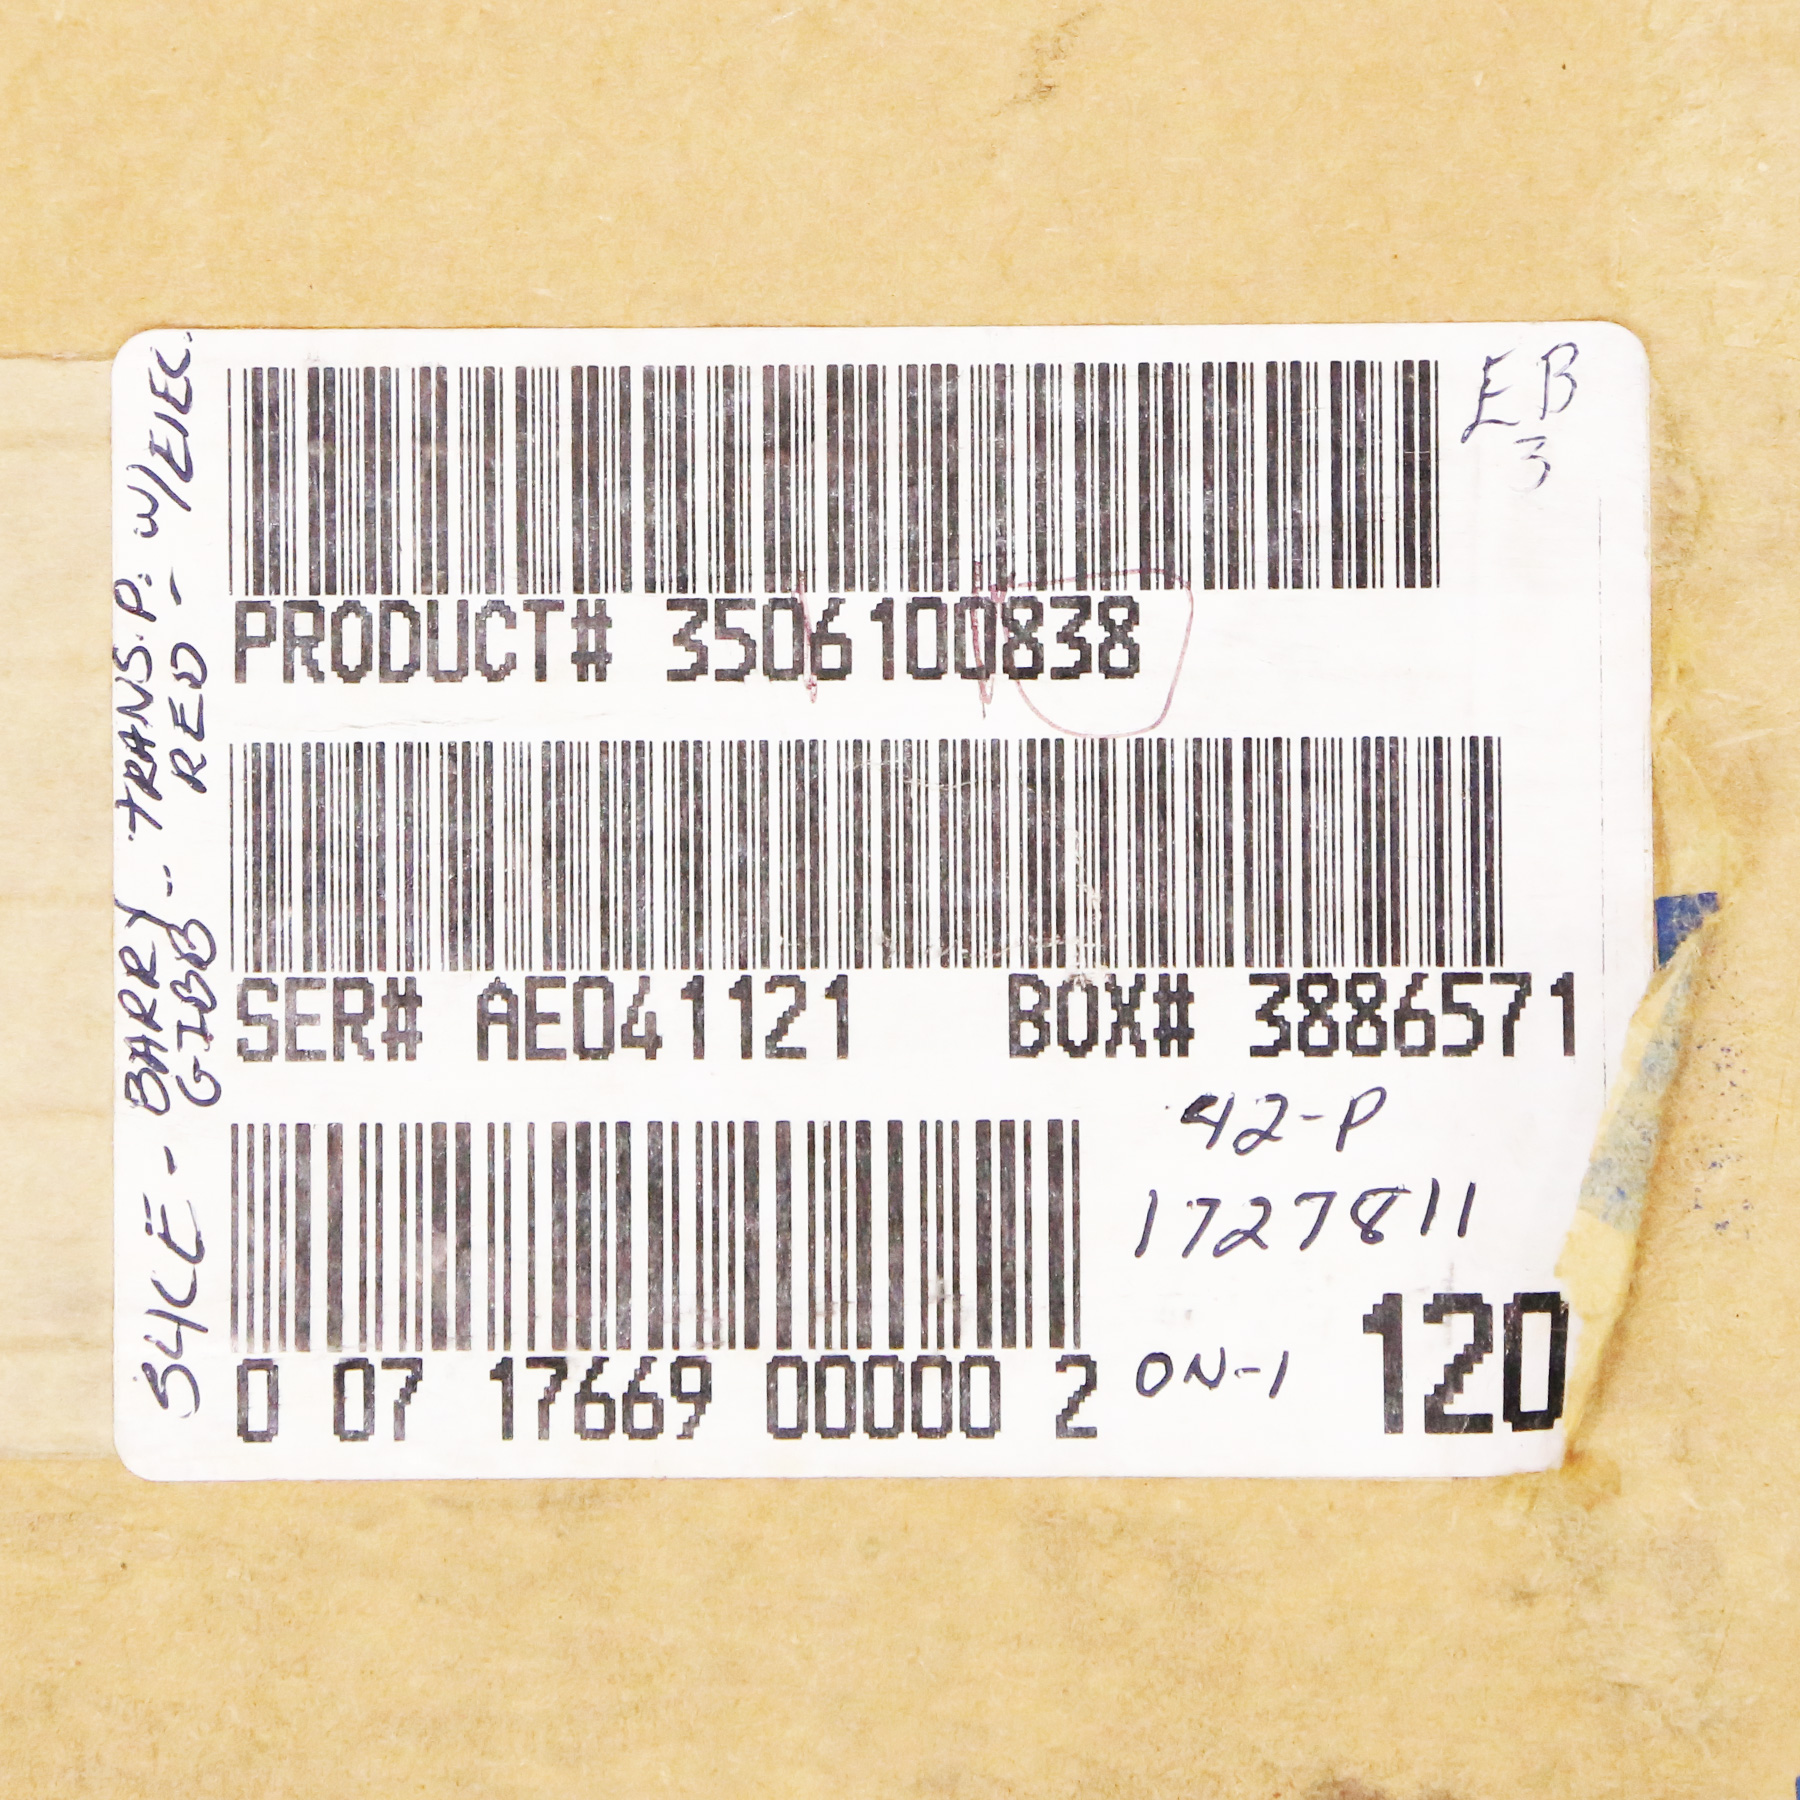 EB
3
PRODUCT# 3506100838
SER# AE041121 BOX# 3886571
42-P
1727811
0 07 17669 00000 2
ON-1
120
BARRY -- TRANS.P. W/ELEC.
GIBB -- RED -